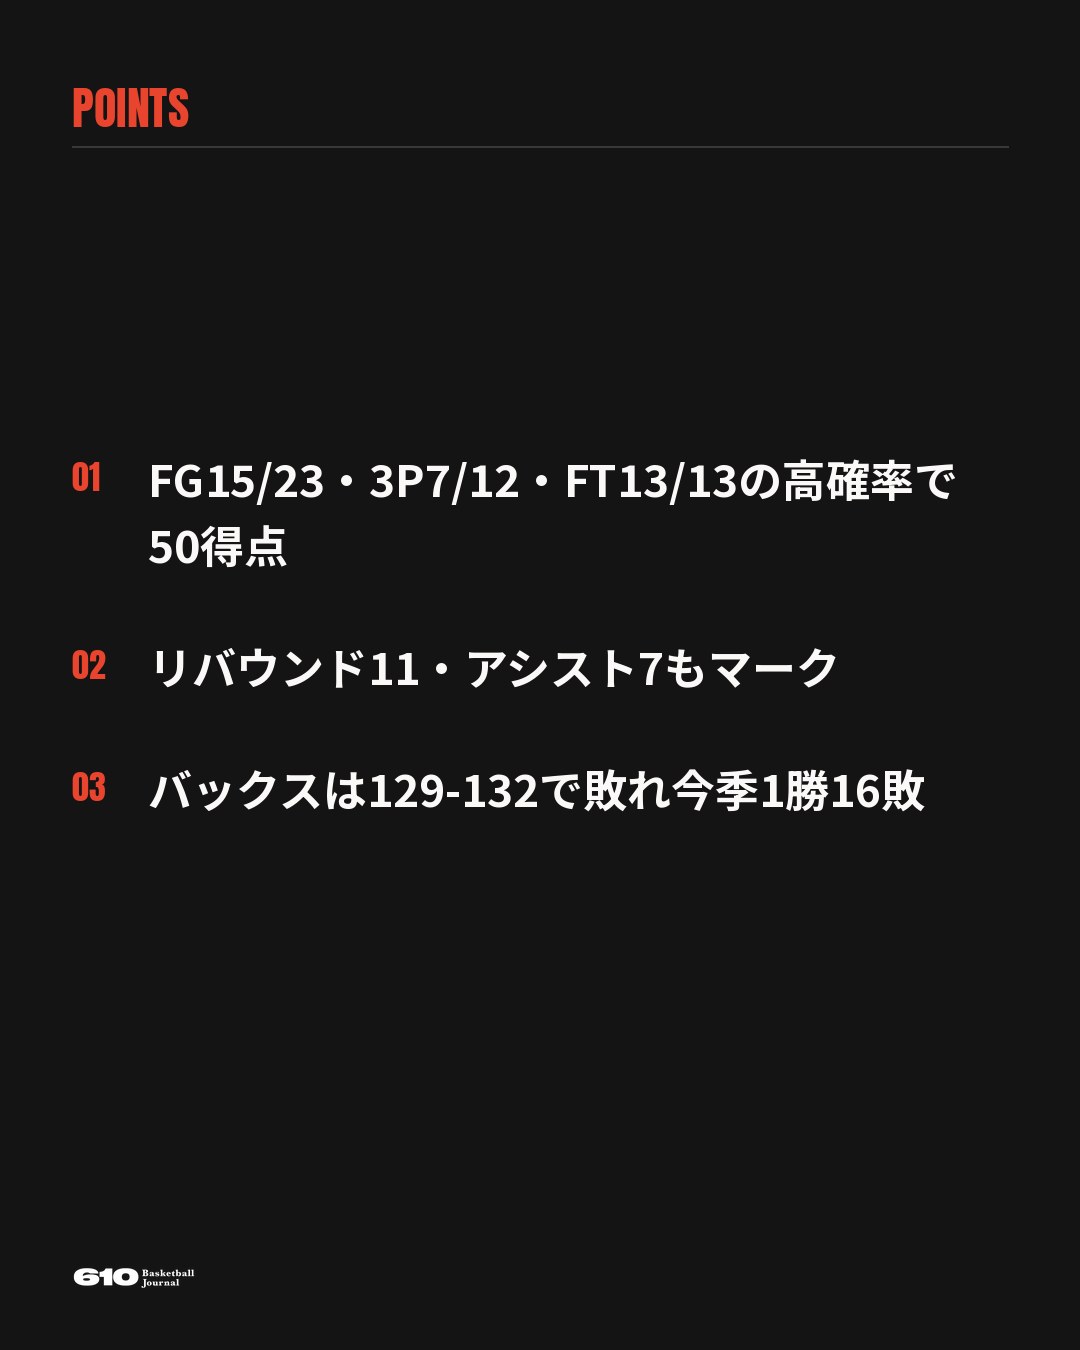 POINTS
01 FG15/23・3P7/12・FT13/13の高確率で
50得点
02 リバウンド11・アシスト7もマーク
03 バックスは129-132で敗れ今季1勝16敗
610 Basketball
Journal